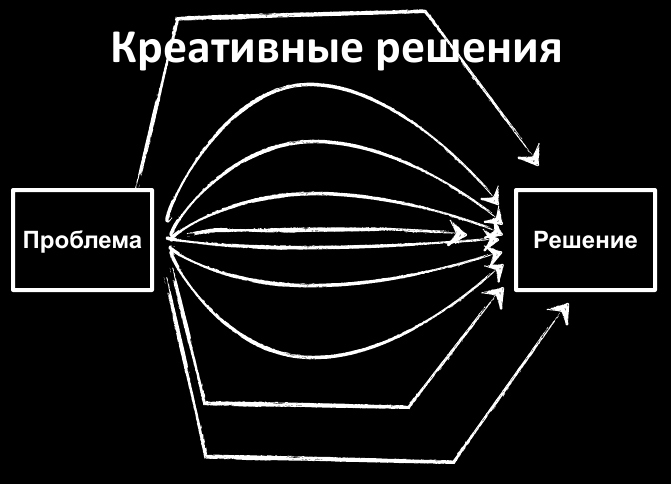 Креативные решения
Проблема
Решение